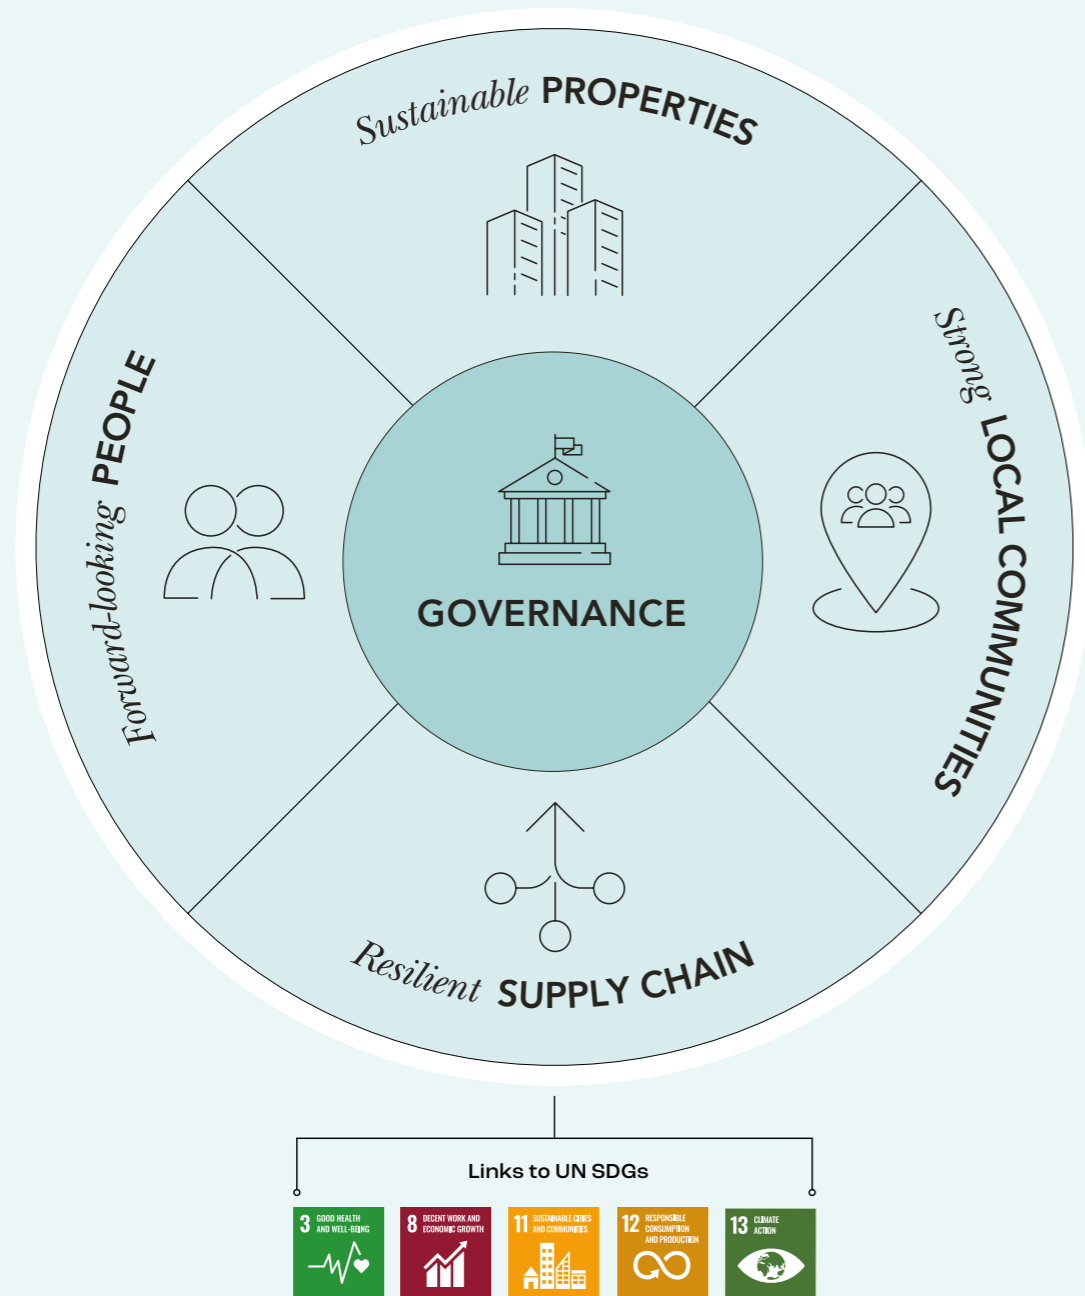 Sustainable PROPERTIES
Strong LOCAL COMMUNITIES
Forward-looking PEOPLE
GOVERNANCE
Resilient SUPPLY CHAIN
Links to UN SDGs
3 GOOD HEALTH
AND WELL-BEING
8 DECENT WORK AND
ECONOMIC GROWTH
11 SUSTAINABLE CITIES
AND COMMUNITIES
12 RESPONSIBLE
CONSUMPTION
AND PRODUCTION
13 CLIMATE
ACTION